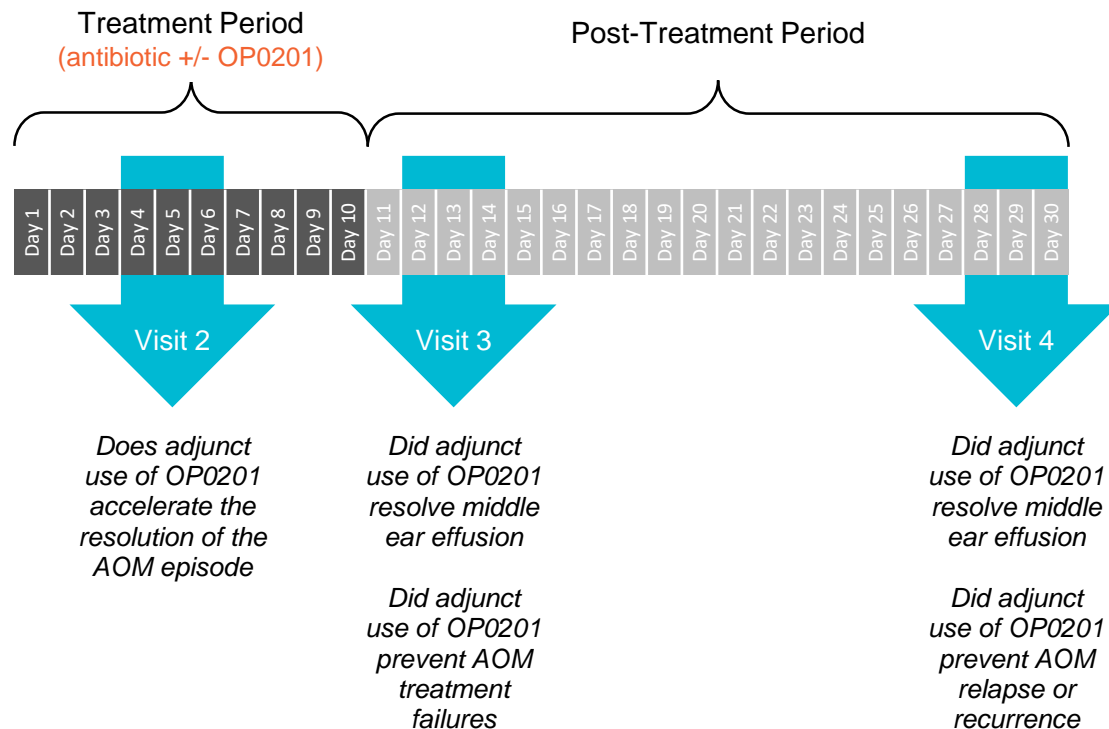 Treatment Period
(antibiotic +/- OP0201)
Post-Treatment Period
Day 1
Day 2
Day 3
Day 4
Day 5
Day 6
Day 7
Day 8
Day 9
Day 10
Day 11
Day 12
Day 13
Day 14
Day 15
Day 16
Day 17
Day 18
Day 19
Day 20
Day 21
Day 22
Day 23
Day 24
Day 25
Day 26
Day 27
Day 28
Day 29
Day 30
Visit 2
Does adjunct
use of OP0201
accelerate the
resolution of the
AOM episode
Visit 3
Did adjunct
use of OP0201
resolve middle
ear effusion
Did adjunct
use of OP0201
prevent AOM
treatment
failures
Visit 4
Did adjunct
use of OP0201
resolve middle
ear effusion
Did adjunct
use of OP0201
prevent AOM
relapse or
recurrence